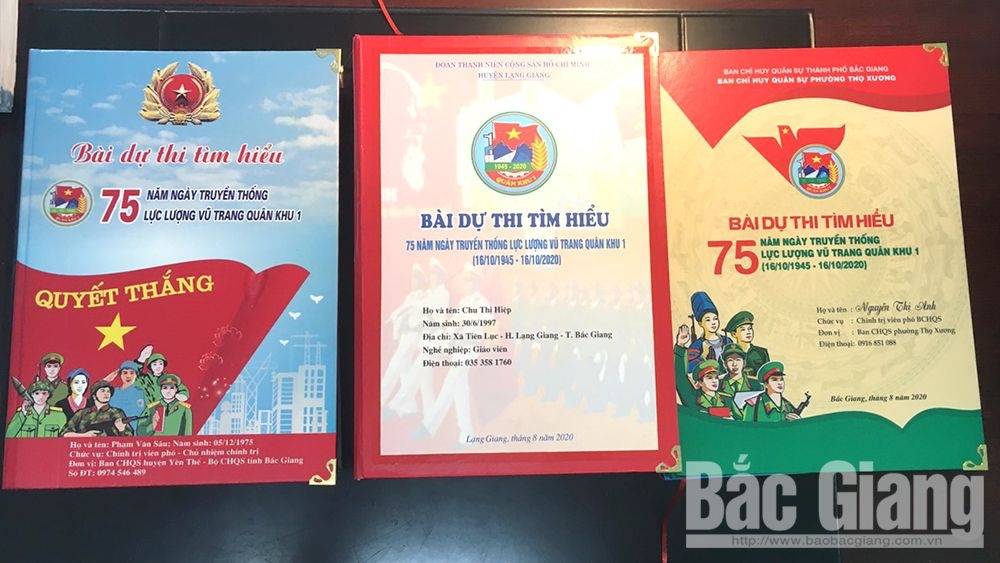 Bài dự thi tìm hiểu
75 NĂM NGÀY TRUYỀN THỐNG
LỰC LƯỢNG VŨ TRANG QUÂN KHU 1
QUYẾT THẮNG
Họ và tên: Phạm Văn Sáu; Năm sinh: 05/12/1975
Chức vụ: Chính trị viên phó - Chủ nhiệm chính trị
Đơn vị: Ban CHQS huyện Yên Thế - Bộ CHQS tỉnh Bắc Giang
Số ĐT: 0974 546 489
ĐOÀN THANH NIÊN CỘNG SẢN HỒ CHÍ MINH
HUYỆN LẠNG GIANG
1945 - 2020
QUÂN KHU 1
BÀI DỰ THI TÌM HIỂU
75 NĂM NGÀY TRUYỀN THỐNG LỰC LƯỢNG VŨ TRANG QUÂN KHU 1
(16/10/1945 - 16/10/2020)
Họ và tên: Chu Thị Hiệp
Năm sinh: 30/6/1997
Địa chỉ: Xã Tiên Lục - H. Lạng Giang - T. Bắc Giang
Nghề nghiệp: Giáo viên
Điện thoại: 035 358 1760
Lạng Giang, tháng 8 năm 2020
BAN CHỈ HUY QUÂN SỰ THÀNH PHỐ BẮC GIANG
BAN CHỈ HUY QUÂN SỰ PHƯỜNG THỌ XƯƠNG
BÀI DỰ THI TÌM HIỂU
75 NĂM NGÀY TRUYỀN THỐNG
LỰC LƯỢNG VŨ TRANG QUÂN KHU 1
(16/10/1945 - 16/10/2020)
Họ và tên : Nguyễn Thị Anh
Chức vụ : Chính trị viên phó BCHQS
Đơn vị : Ban CHQS phường Thọ Xương
Điện thoại: 0916 851 088
Bắc Giang, tháng 8 năm 2020
Bắc Giang
http://www.baobacgiang.com.vn